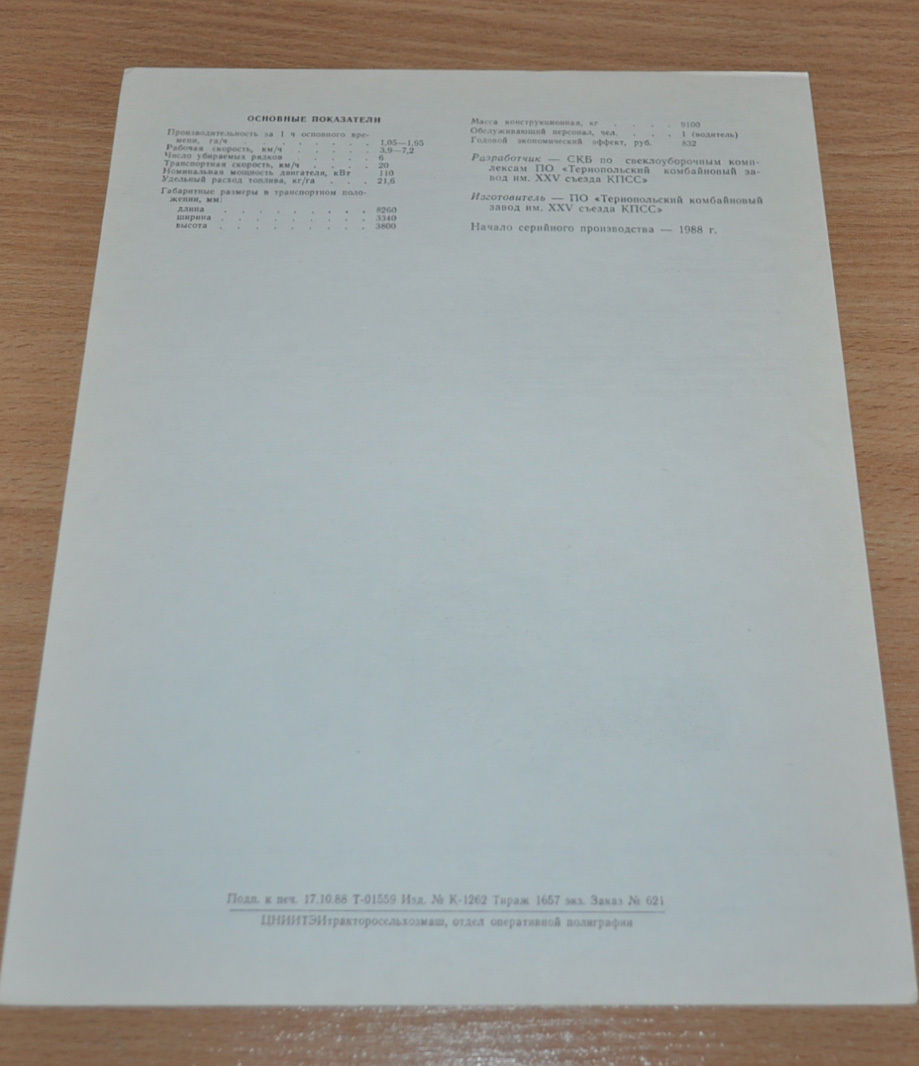 ОСНОВНЫЕ ПОКАЗАТЕЛИ
Производительность за 1 ч основного вре-
мени, га/ч . . . . . . . 1,05—1,95
Рабочая скорость, км/ч . . . . 3,9—7,2
Число убираемых рядков . . . . 6
Транспортная скорость, км/ч . . . . 20
Номинальная мощность двигателя, кВт . 110
Удельный расход топлива, кг/га . . . 21,6
Габаритные размеры в транспортном поло-
жении, мм:
длина . . . . . . . . . 8260
ширина . . . . . . . . . 3340
высота . . . . . . . . . 3800
Масса конструкционная, кг . . . . 9100
Обслуживающий персонал, чел. . . . . 1 (водитель)
Годовой экономический эффект, руб. . . 832
Разработчик — СКБ по свеклоуборочным комп-
лексам ПО «Тернопольский комбайновый за-
вод им. XXV съезда КПСС»
Изготовитель — ПО «Тернопольский комбайновый
завод им. XXV съезда КПСС»
Начало серийного производства — 1988 г.
Подп. к печ. 17.10.88 Т-01559 Изд. № К-1262 Тираж 1657 экз. Заказ № 621
ЦНИИТЭИтракторосельхозмаш, отдел оперативной полиграфии